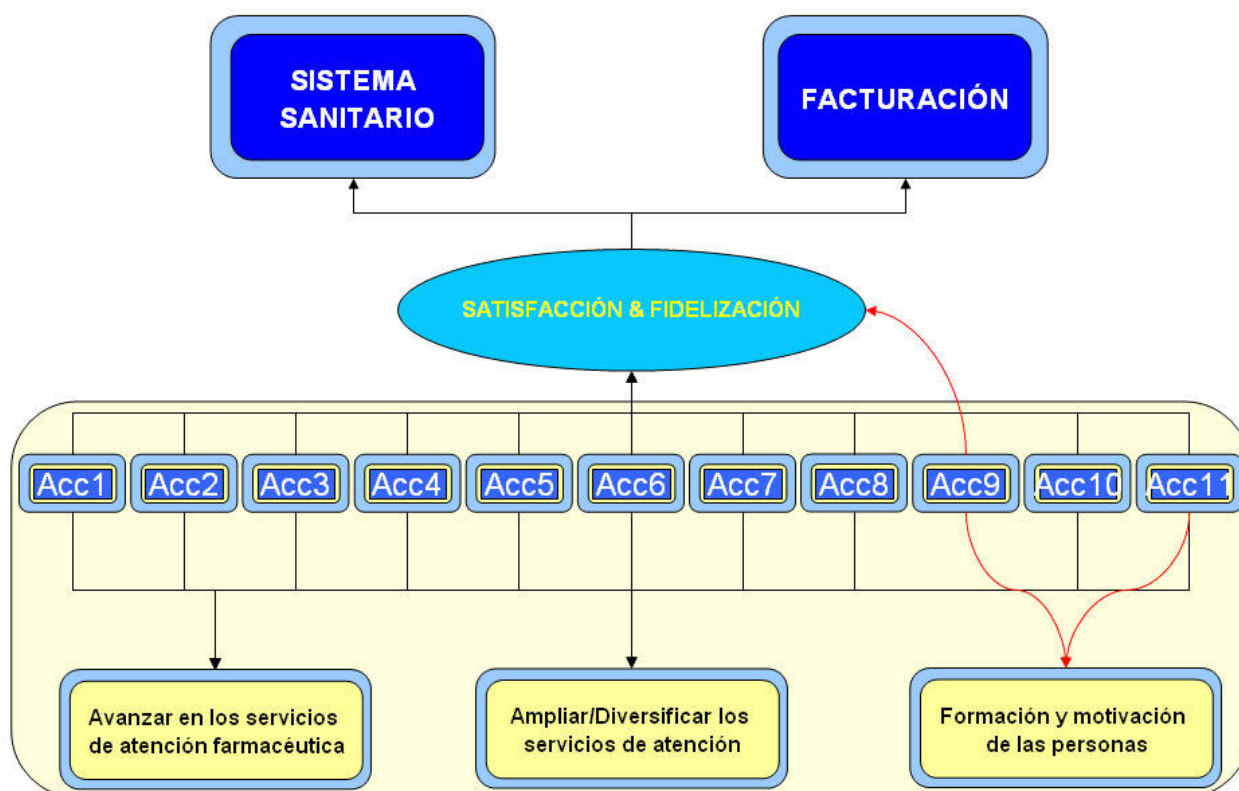 SISTEMA
SANITARIO
FACTURACIÓN
SATISFACCIÓN & FIDELIZACIÓN
Acc1
Acc2
Acc3
Acc4
Acc5
Acc6
Acc7
Acc8
Acc9
Acc10
Acc11
Avanzar en los servicios
de atención farmacéutica
Ampliar/Diversificar los
servicios de atención
Formación y motivación
de las personas